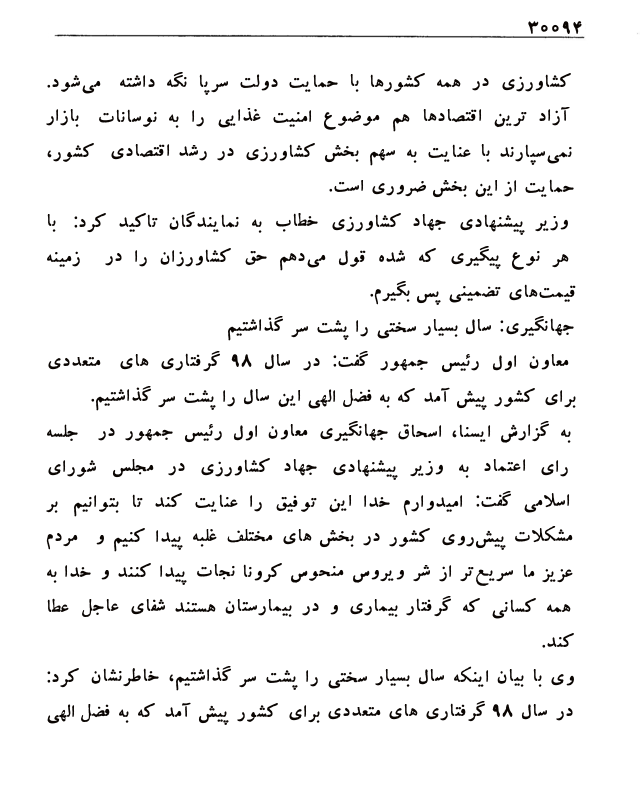 ۳۰۰۹۴
کشاورزی در همه کشورها با حمایت دولت سرپا نگه داشته می‌شود.
آزاد ترین اقتصادها هم موضوع امنیت غذایی را به نوسانات بازار
نمی‌سپارند با عنایت به سهم بخش کشاورزی در رشد اقتصادی کشور،
حمایت از این بخش ضروری است.
وزیر پیشنهادی جهاد کشاورزی خطاب به نمایندگان تاکید کرد: با
هر نوع پیگیری که شده قول می‌دهم حق کشاورزان را در زمینه
قیمت‌های تضمینی پس بگیرم.
جهانگیری: سال بسیار سختی را پشت سر گذاشتیم
معاون اول رئیس جمهور گفت: در سال ۹۸ گرفتاری های متعددی
برای کشور پیش آمد که به فضل الهی این سال را پشت سر گذاشتیم.
به گزارش ایسنا، اسحاق جهانگیری معاون اول رئیس جمهور در جلسه
رای اعتماد به وزیر پیشنهادی جهاد کشاورزی در مجلس شورای
اسلامی گفت: امیدوارم خدا این توفیق را عنایت کند تا بتوانیم بر
مشکلات پیش‌روی کشور در بخش های مختلف غلبه پیدا کنیم و مردم
عزیز ما سریع‌تر از شر ویروس منحوس کرونا نجات پیدا کنند و خدا به
همه کسانی که گرفتار بیماری و در بیمارستان هستند شفای عاجل عطا
کند.
وی با بیان اینکه سال بسیار سختی را پشت سر گذاشتیم، خاطرنشان کرد:
در سال ۹۸ گرفتاری های متعددی برای کشور پیش آمد که به فضل الهی